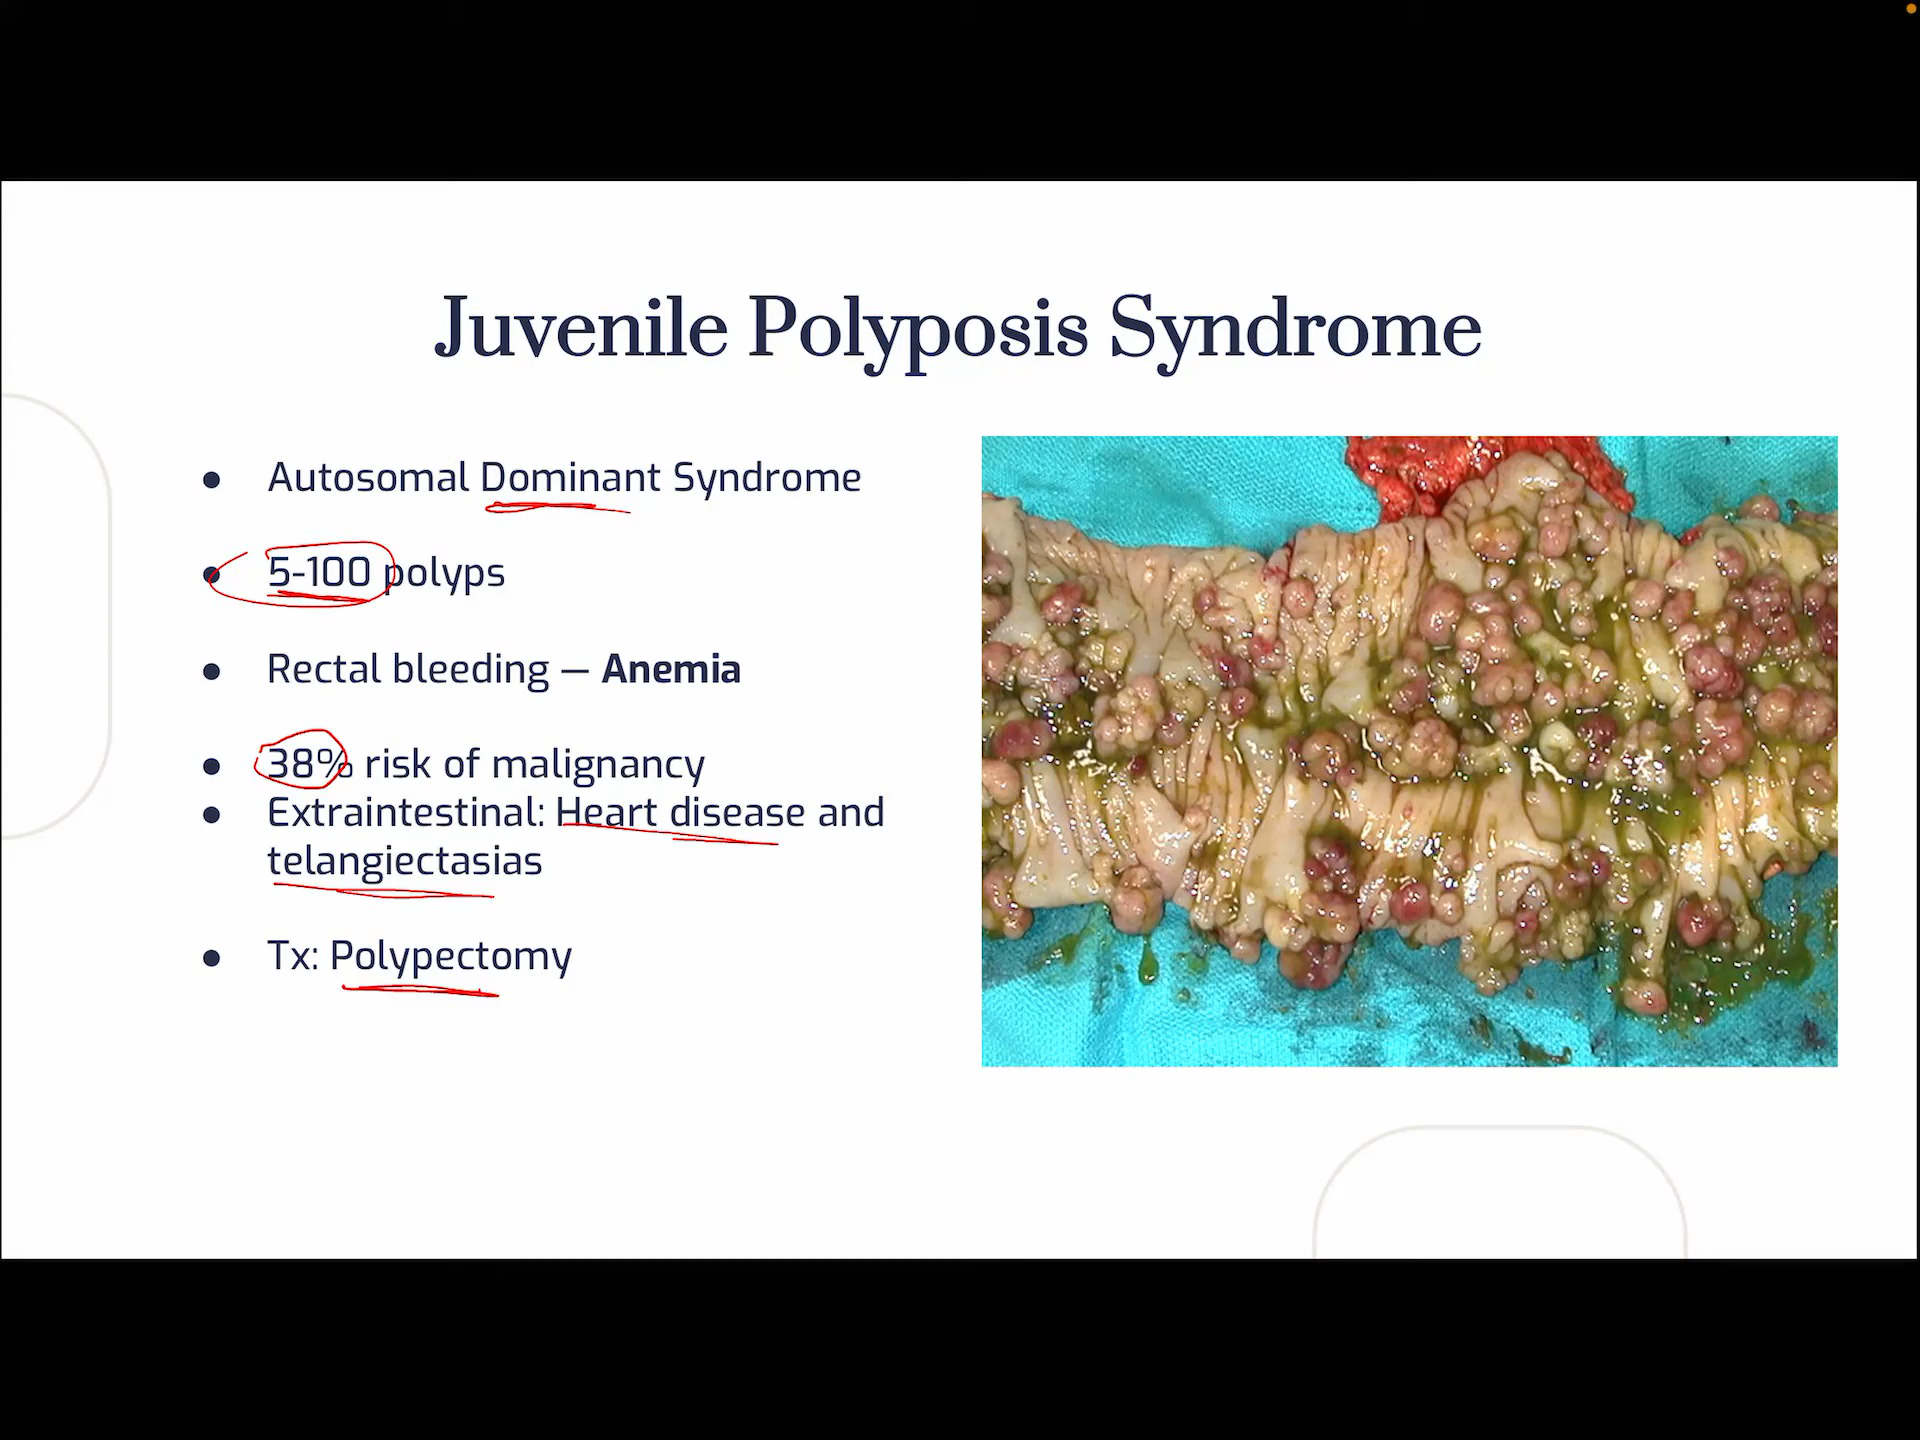 Juvenile Polyposis Syndrome
● Autosomal Dominant Syndrome
● 5-100 polyps
● Rectal bleeding — Anemia
● 38% risk of malignancy
● Extraintestinal: Heart disease and
telangiectasias
● Tx: Polypectomy